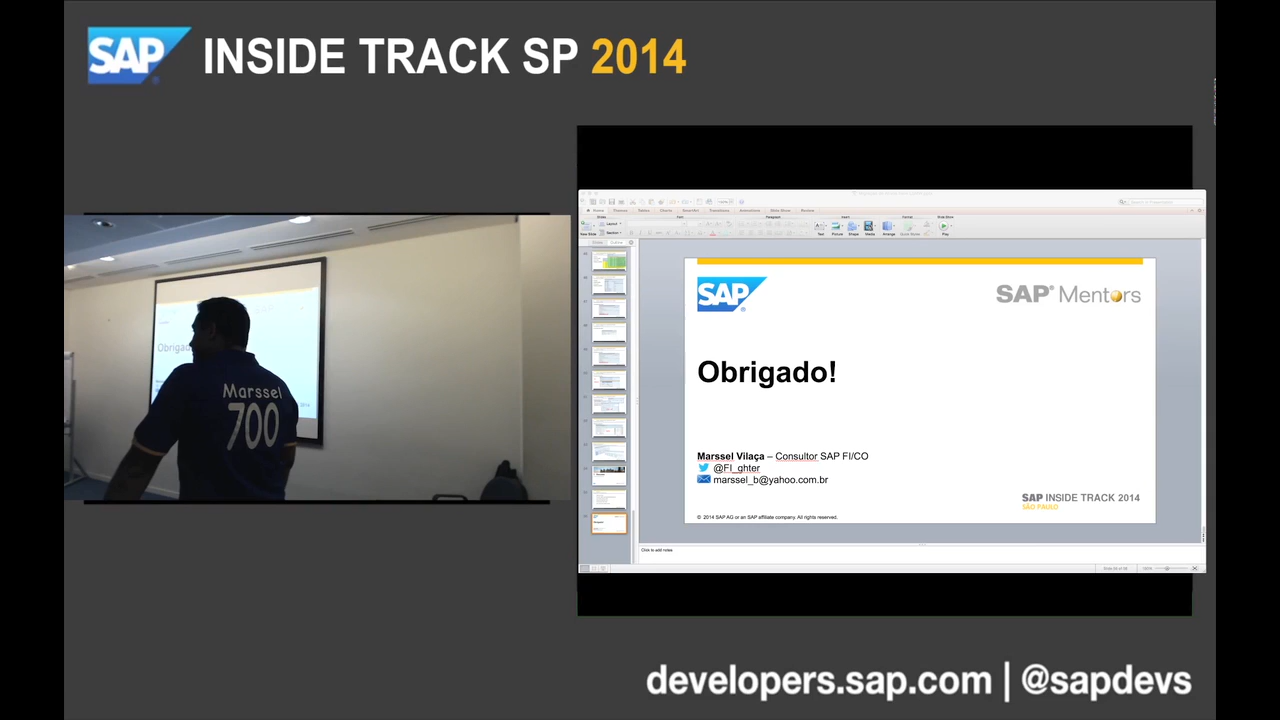 SAP
INSIDE TRACK SP 2014
Obrigado
Marssel
700
SAP
SAP Mentors
Obrigado!
Marssel Vilaça – Consultor SAP FI/CO
@FI_ghter
marssel_b@yahoo.com.br
SAP INSIDE TRACK 2014
SÃO PAULO
© 2014 SAP AG or an SAP affiliate company. All rights reserved.
Click to add notes
developers.sap.com | @sapdevs